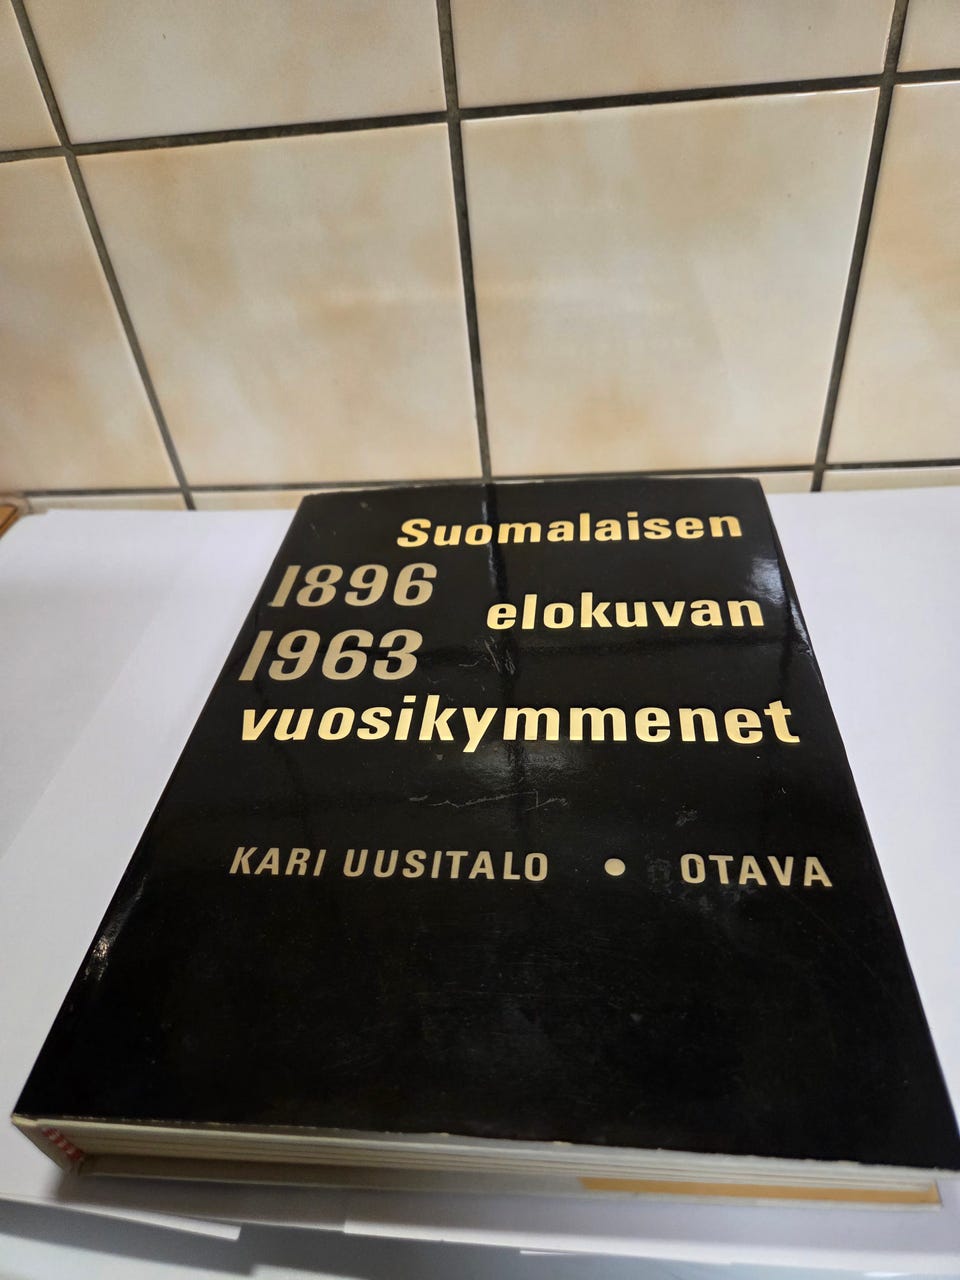 Suomalaisen
1896
elokuvan
1963
vuosikymmenet
KARI UUSITALO • OTAVA